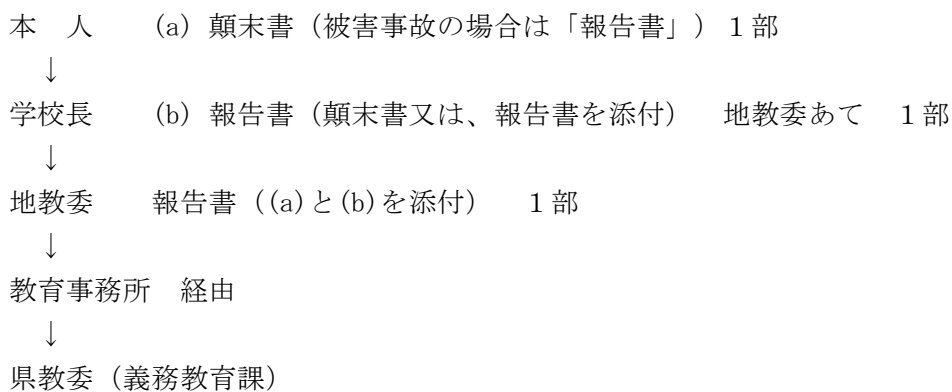 本　人　　(a) 顛末書（被害事故の場合は「報告書」）１部
↓
学校長　　(b) 報告書（顛末書又は、報告書を添付）　地教委あて　１部
↓
地教委　　報告書（(a)と(b)を添付）　１部
↓
教育事務所　経由
↓
県教委（義務教育課）